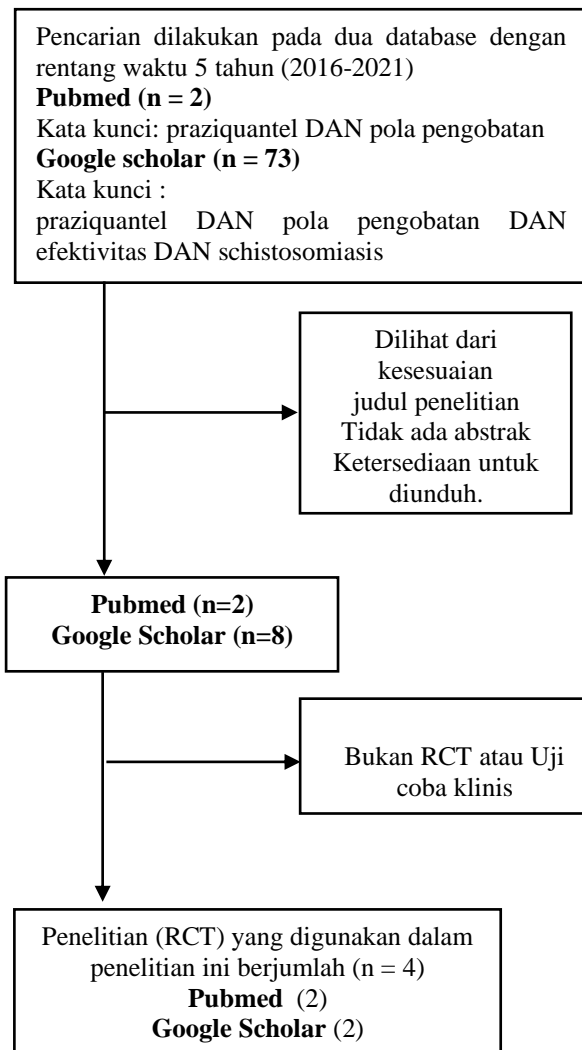 Pencarian dilakukan pada dua database dengan
rentang waktu 5 tahun (2016-2021)
Pubmed (n = 2)
Kata kunci: praziquantel DAN pola pengobatan
Google scholar (n = 73)
Kata kunci :
praziquantel DAN pola pengobatan DAN
efektivitas DAN schistosomiasis
Dilihat dari
kesesuaian
judul penelitian
Tidak ada abstrak
Ketersediaan untuk
diunduh.
Pubmed (n=2)
Google Scholar (n=8)
Bukan RCT atau Uji
coba klinis
Penelitian (RCT) yang digunakan dalam
penelitian ini berjumlah (n = 4)
Pubmed (2)
Google Scholar (2)